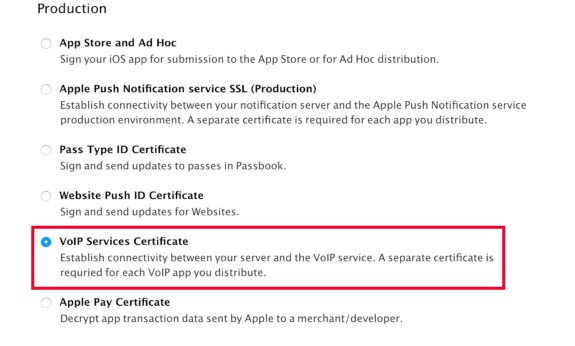 Production
App Store and Ad Hoc
Sign your iOS app for submission to the App Store or for Ad Hoc distribution.
Apple Push Notification service SSL (Production)
Establish connectivity between your notification server and the Apple Push Notification service
production environment. A separate certificate is required for each app you distribute.
Pass Type ID Certificate
Sign and send updates to passes in Passbook.
Website Push ID Certificate
Sign and send updates for Websites.
VoIP Services Certificate
Establish connectivity between your server and the VoIP service. A separate certificate is
requried for each VoIP app you distribute.
Apple Pay Certificate
Decrypt app transaction data sent by Apple to a merchant/developer.